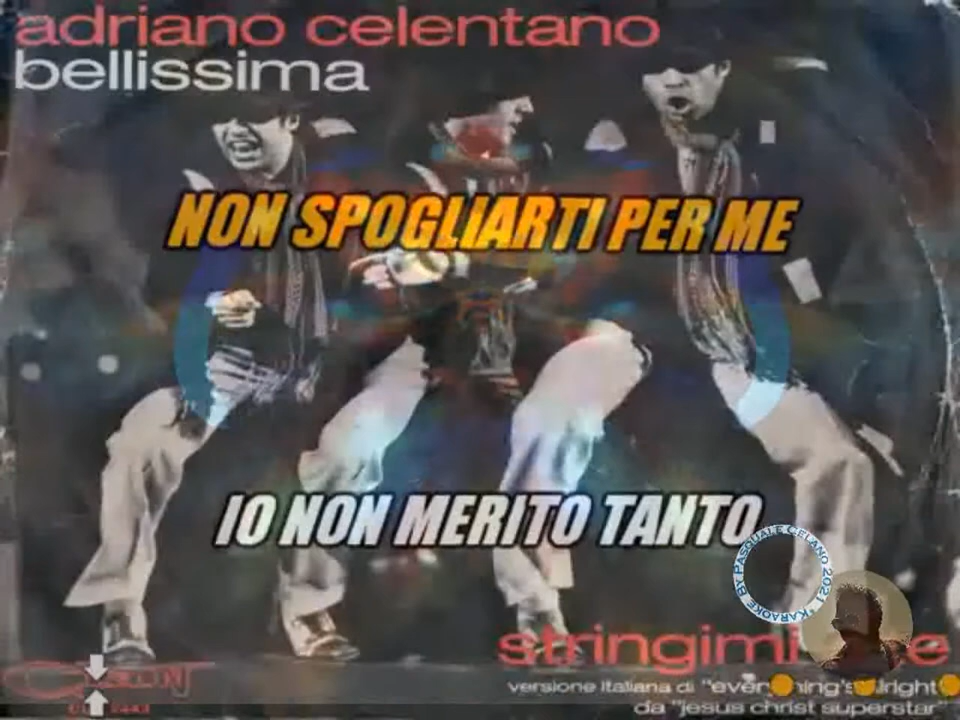 adriano celentano
bellissima
NON SPOGLIARTI PER ME
IO NON MERITO TANTO
KARAOKE BY PASQUALE CELANO 2021 *
stringimi
versione italiana di
da "jesus christ superstar"